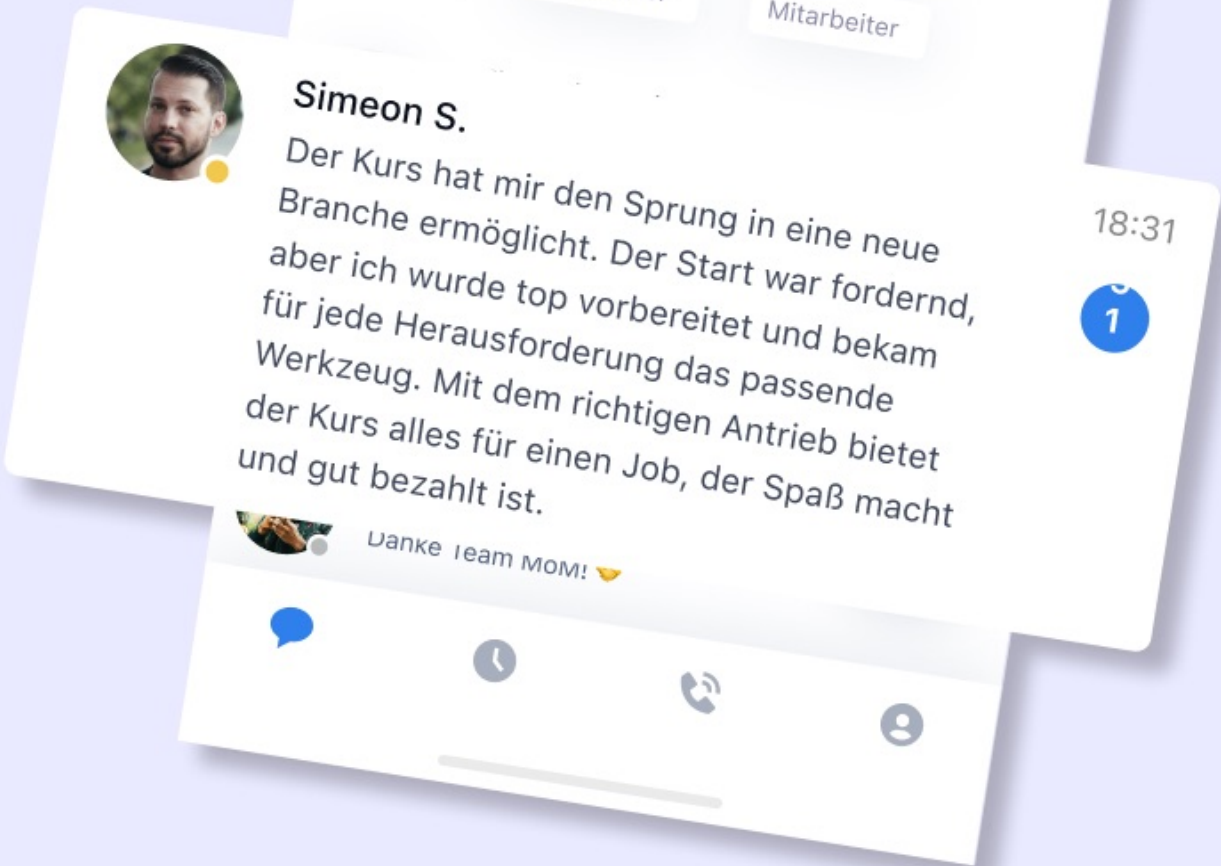 Mitarbeiter
Simeon S.
18:31
Der Kurs hat mir den Sprung in eine neue
Branche ermöglicht. Der Start war fordernd,
aber ich wurde top vorbereitet und bekam
für jede Herausforderung das passende
Werkzeug. Mit dem richtigen Antrieb bietet
der Kurs alles für einen Job, der Spaß macht
und gut bezahlt ist.
1
Danke Team MOM! 🤝